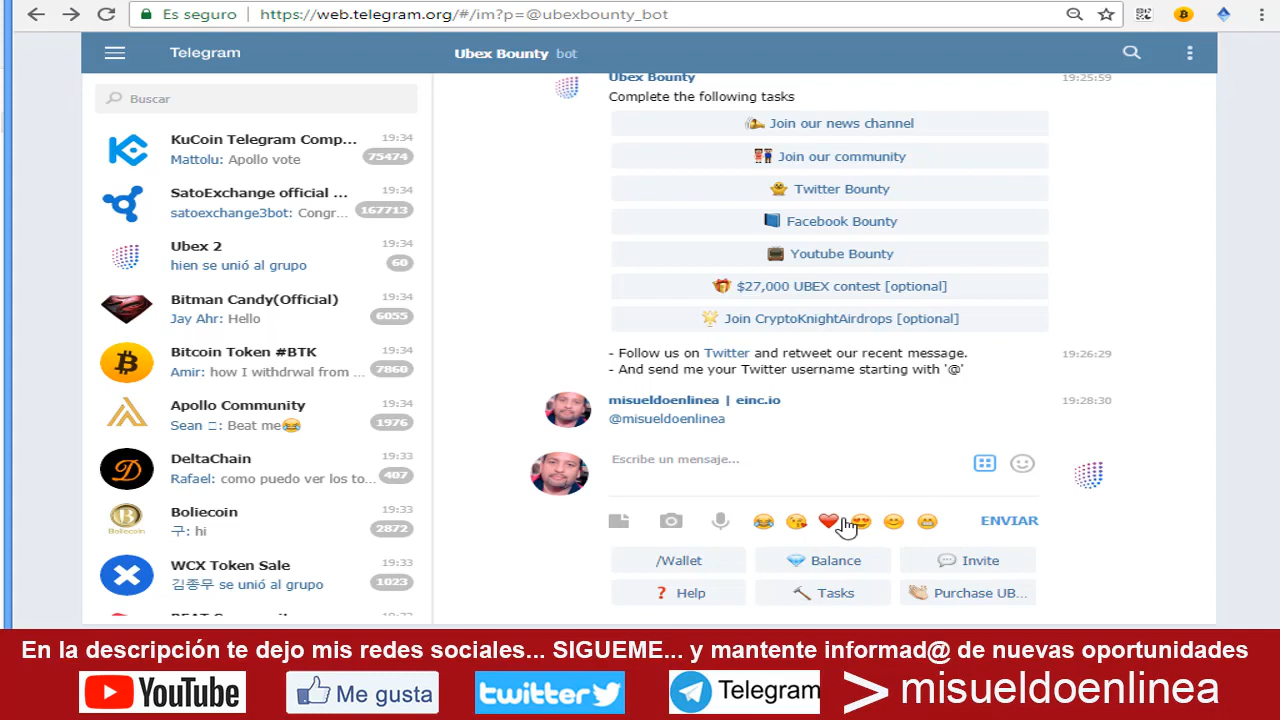 Es seguro https://web.telegram.org/#/im?p=@ubexbounty_bot
Telegram
Ubex Bounty bot
Buscar
KuCoin Telegram Comp... 19:34
Mattolu: Apollo vote 75474
SatoExchange official ... 19:34
satoexchange3bot: Congr... 167713
Ubex 2 19:34
hien se unió al grupo 60
Bitman Candy(Official) 19:34
Jay Ahr: Hello 6055
Bitcoin Token #BTK 19:34
Amir: how I withdrwal from ... 7860
Apollo Community 19:34
Sean : Beat me😂 1976
DeltaChain 19:33
Rafael: como puedo ver los to... 407
Boliecoin 19:33
구: hi 2872
WCX Token Sale 19:33
김종무 se unió al grupo 1023
Ubex Bounty 19:25:59
Complete the following tasks
Join our news channel
Join our community
Twitter Bounty
Facebook Bounty
Youtube Bounty
$27,000 UBEX contest [optional]
Join CryptoKnightAirdrops [optional]
- Follow us on Twitter and retweet our recent message. 19:26:29
- And send me your Twitter username starting with '@'
misueldoenlinea | einc.io 19:28:30
@misueldoenlinea
Escribe un mensaje...
ENVIAR
/Wallet Balance Invite
Help Tasks Purchase UB...
En la descripción te dejo mis redes sociales... SIGUEME... y mantente informad@ de nuevas oportunidades
YouTube Me gusta twitter Telegram > misueldoenlinea